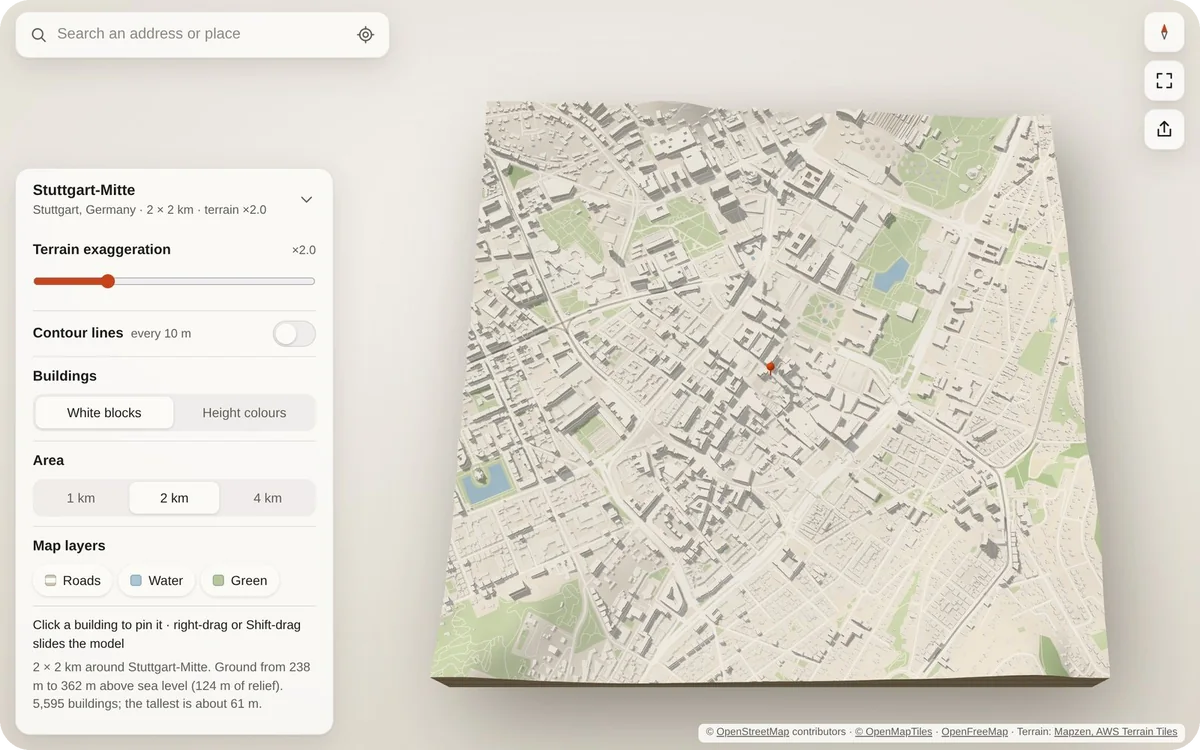 Search an address or place
Stuttgart-Mitte
Stuttgart, Germany · 2 × 2 km · terrain ×2.0
Terrain exaggeration ×2.0
Contour lines every 10 m
Buildings
White blocks Height colours
Area
1 km 2 km 4 km
Map layers
Roads Water Green
Click a building to pin it · right-drag or Shift-drag
slides the model
2 × 2 km around Stuttgart-Mitte. Ground from 238
m to 362 m above sea level (124 m of relief).
5,595 buildings; the tallest is about 61 m.
© OpenStreetMap contributors · © OpenMapTiles · OpenFreeMap · Terrain: Mapzen, AWS Terrain Tiles